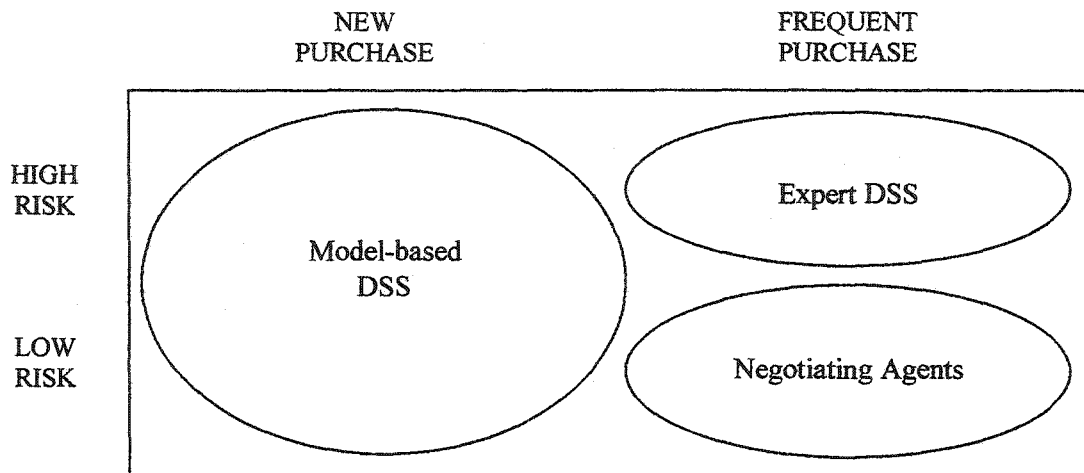 NEW
PURCHASE
FREQUENT
PURCHASE
HIGH
RISK
Expert DSS
Model-based
DSS
LOW
RISK
Negotiating Agents